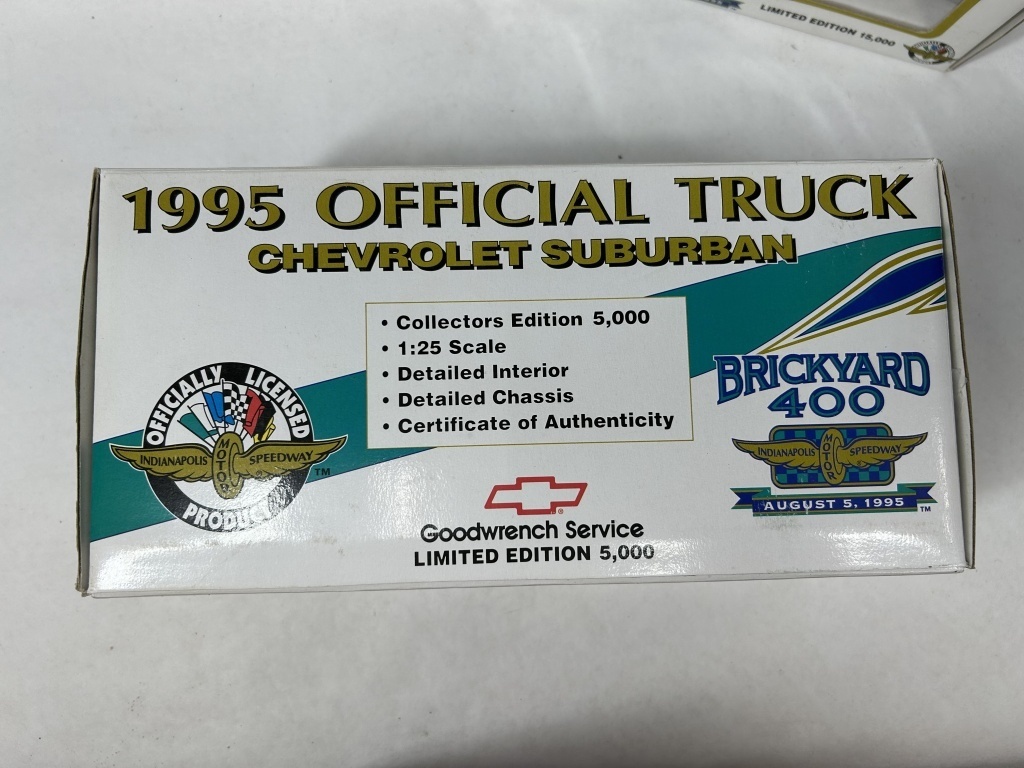 LIMITED EDITION 15,000
1995 OFFICIAL TRUCK
CHEVROLET SUBURBAN
• Collectors Edition 5,000
• 1:25 Scale
• Detailed Interior
• Detailed Chassis
• Certificate of Authenticity
OFFICIALLY LICENSED
INDIANAPOLIS MOTOR SPEEDWAY
TM
PRODUCT
BRICKYARD
400
INDIANAPOLIS MOTOR SPEEDWAY
AUGUST 5, 1995
TM
Goodwrench Service
LIMITED EDITION 5,000